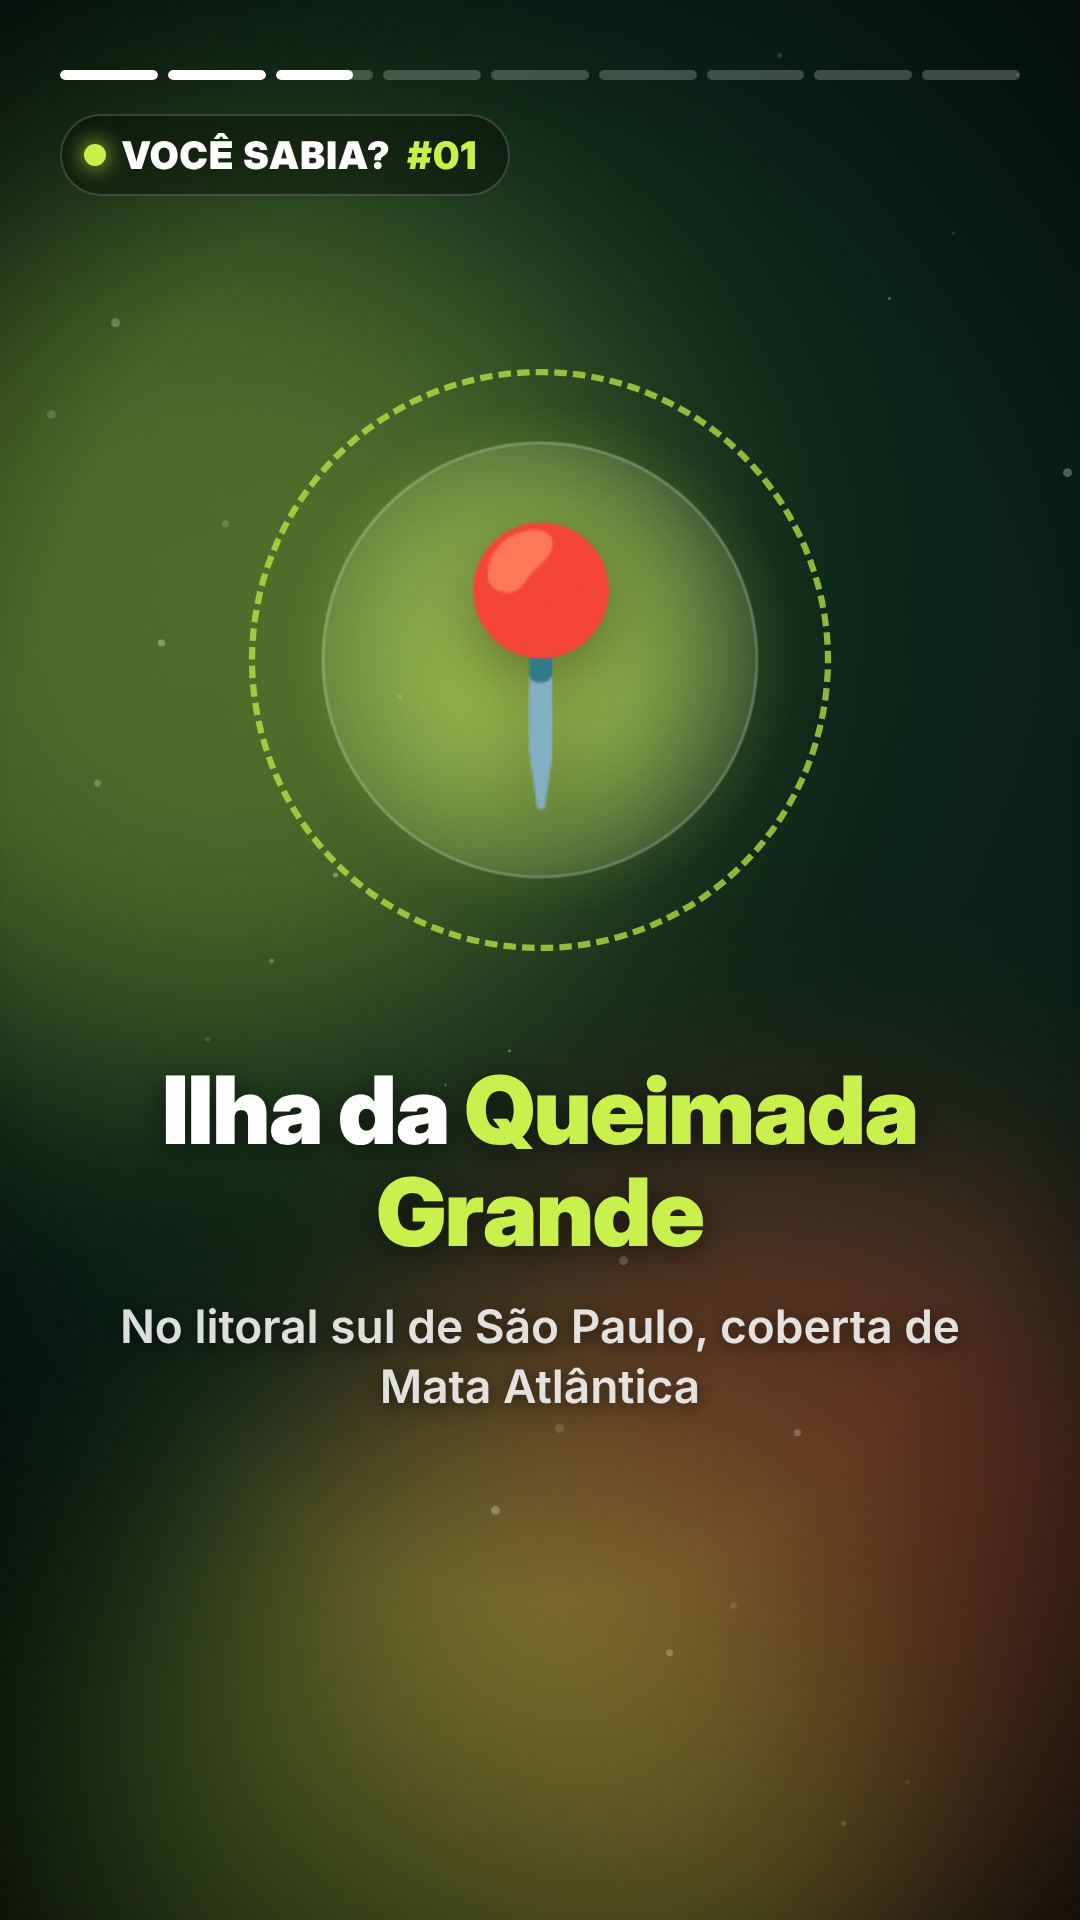 VOCÊ SABIA? #01
Ilha da Queimada
Grande
No litoral sul de São Paulo, coberta de
Mata Atlântica